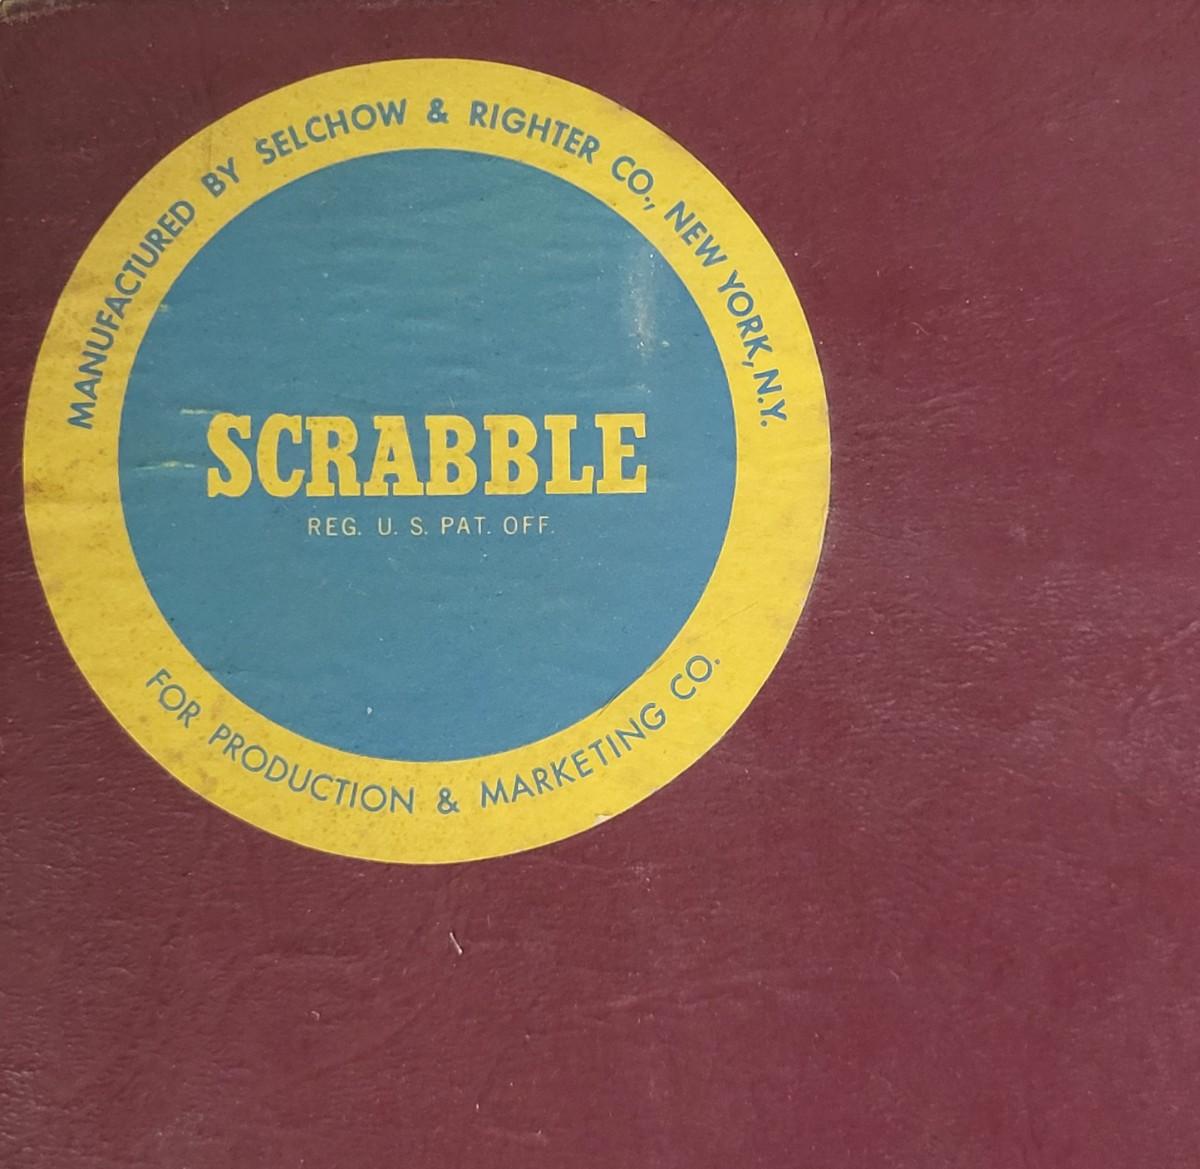 MANUFACTURED BY SELCHOW & RIGHTER CO., NEW YORK, N.Y.
SCRABBLE
REG. U. S. PAT. OFF.
FOR PRODUCTION & MARKETING CO.